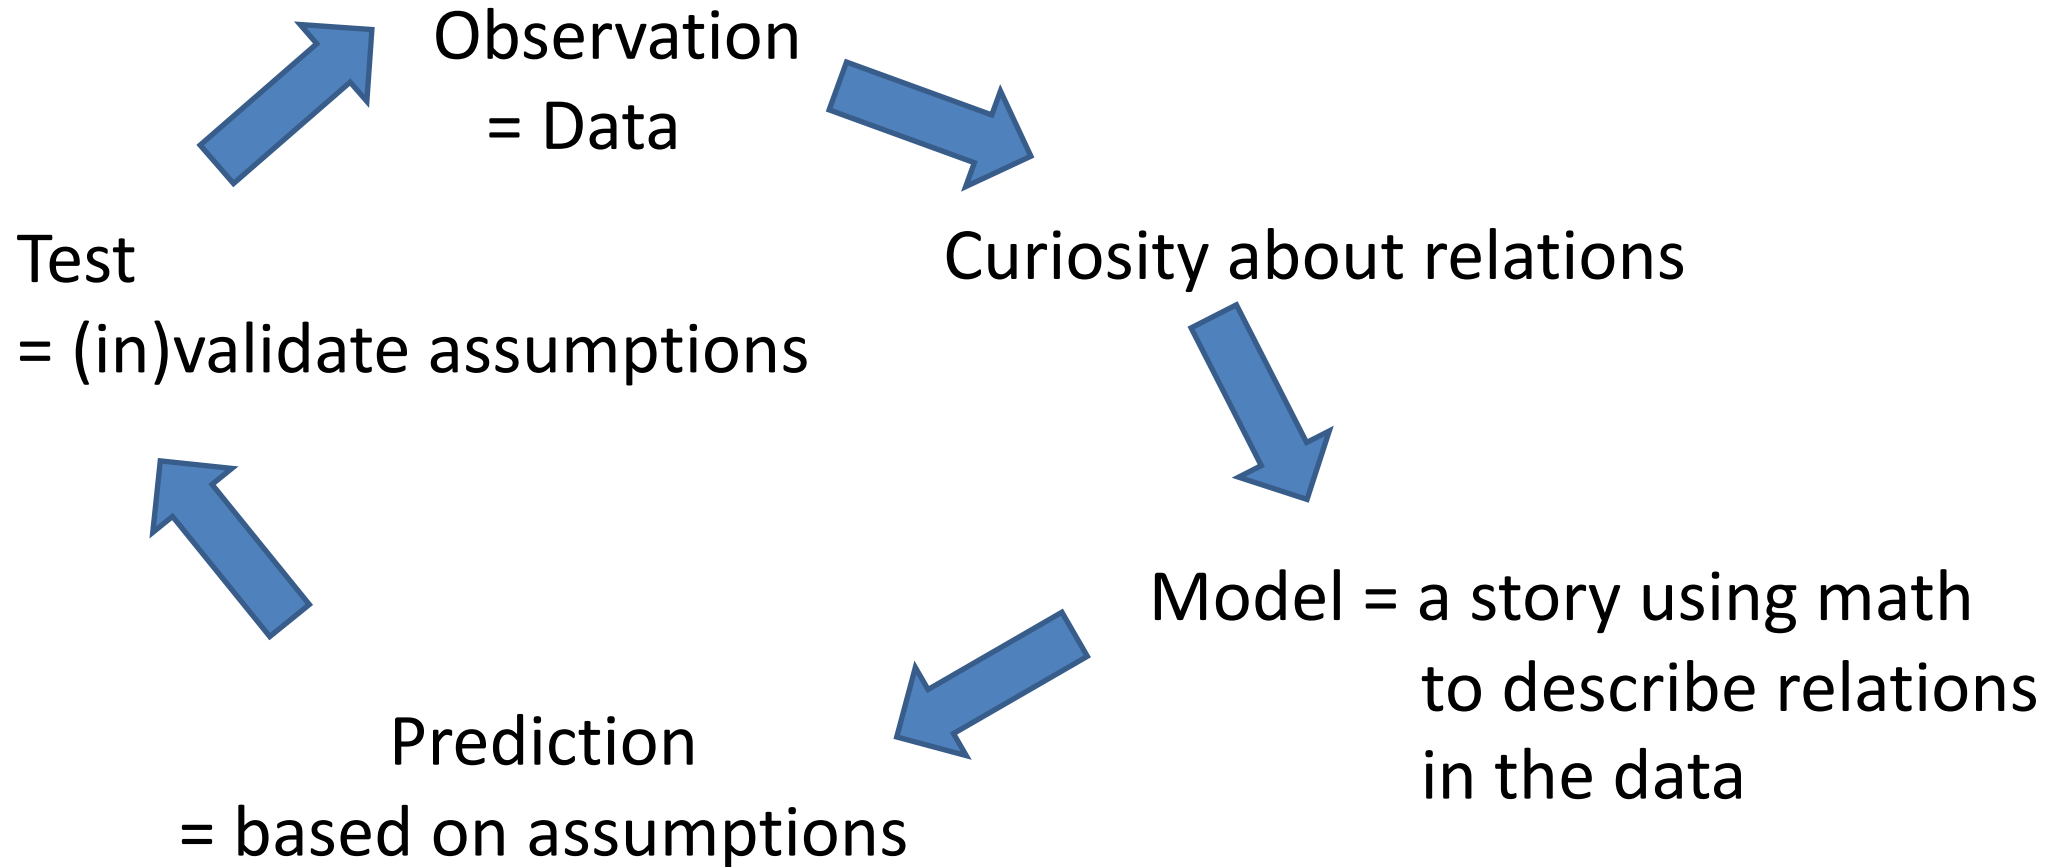 Observation
= Data
Curiosity about relations
Model = a story using math
to describe relations
in the data
Prediction
= based on assumptions
Test
= (in)validate assumptions